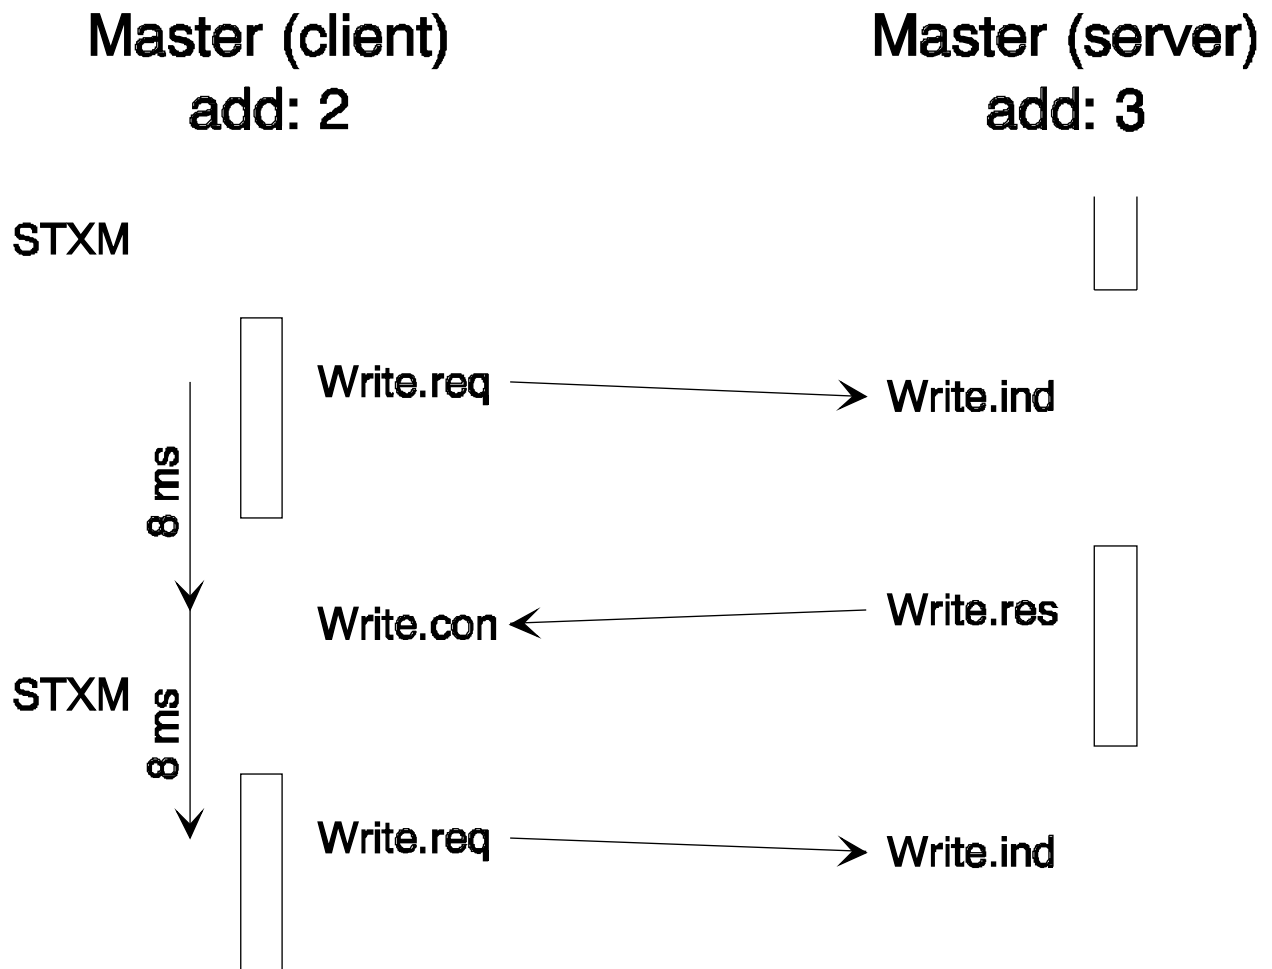 Master (client)
add: 2
Master (server)
add: 3
STXM
Write.req
Write.ind
8 ms
Write.con
Write.res
STXM
8 ms
Write.req
Write.ind